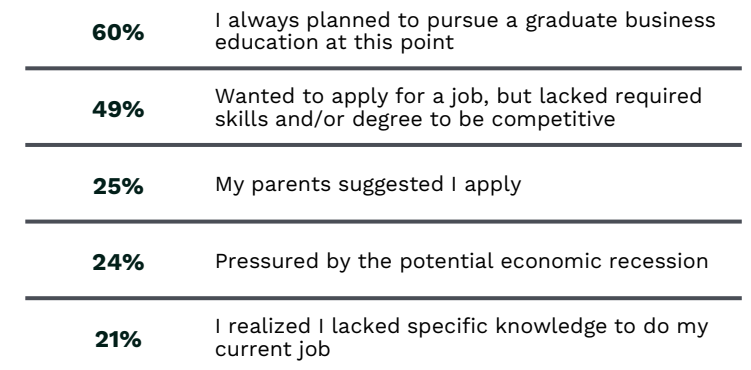 60%
I always planned to pursue a graduate business
education at this point
49%
Wanted to apply for a job, but lacked required
skills and/or degree to be competitive
25%
My parents suggested I apply
24%
Pressured by the potential economic recession
21%
I realized I lacked specific knowledge to do my
current job